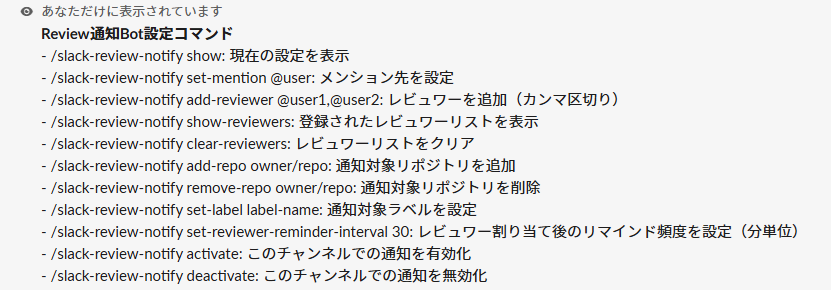 あなただけに表示されています
Review通知Bot設定コマンド
- /slack-review-notify show: 現在の設定を表示
- /slack-review-notify set-mention @user: メンション先を設定
- /slack-review-notify add-reviewer @user1,@user2: レビュワーを追加（カンマ区切り）
- /slack-review-notify show-reviewers: 登録されたレビュワーリストを表示
- /slack-review-notify clear-reviewers: レビュワーリストをクリア
- /slack-review-notify add-repo owner/repo: 通知対象リポジトリを追加
- /slack-review-notify remove-repo owner/repo: 通知対象リポジトリを削除
- /slack-review-notify set-label label-name: 通知対象ラベルを設定
- /slack-review-notify set-reviewer-reminder-interval 30: レビュワー割り当て後のリマインド頻度を設定（分単位）
- /slack-review-notify activate: このチャンネルでの通知を有効化
- /slack-review-notify deactivate: このチャンネルでの通知を無効化